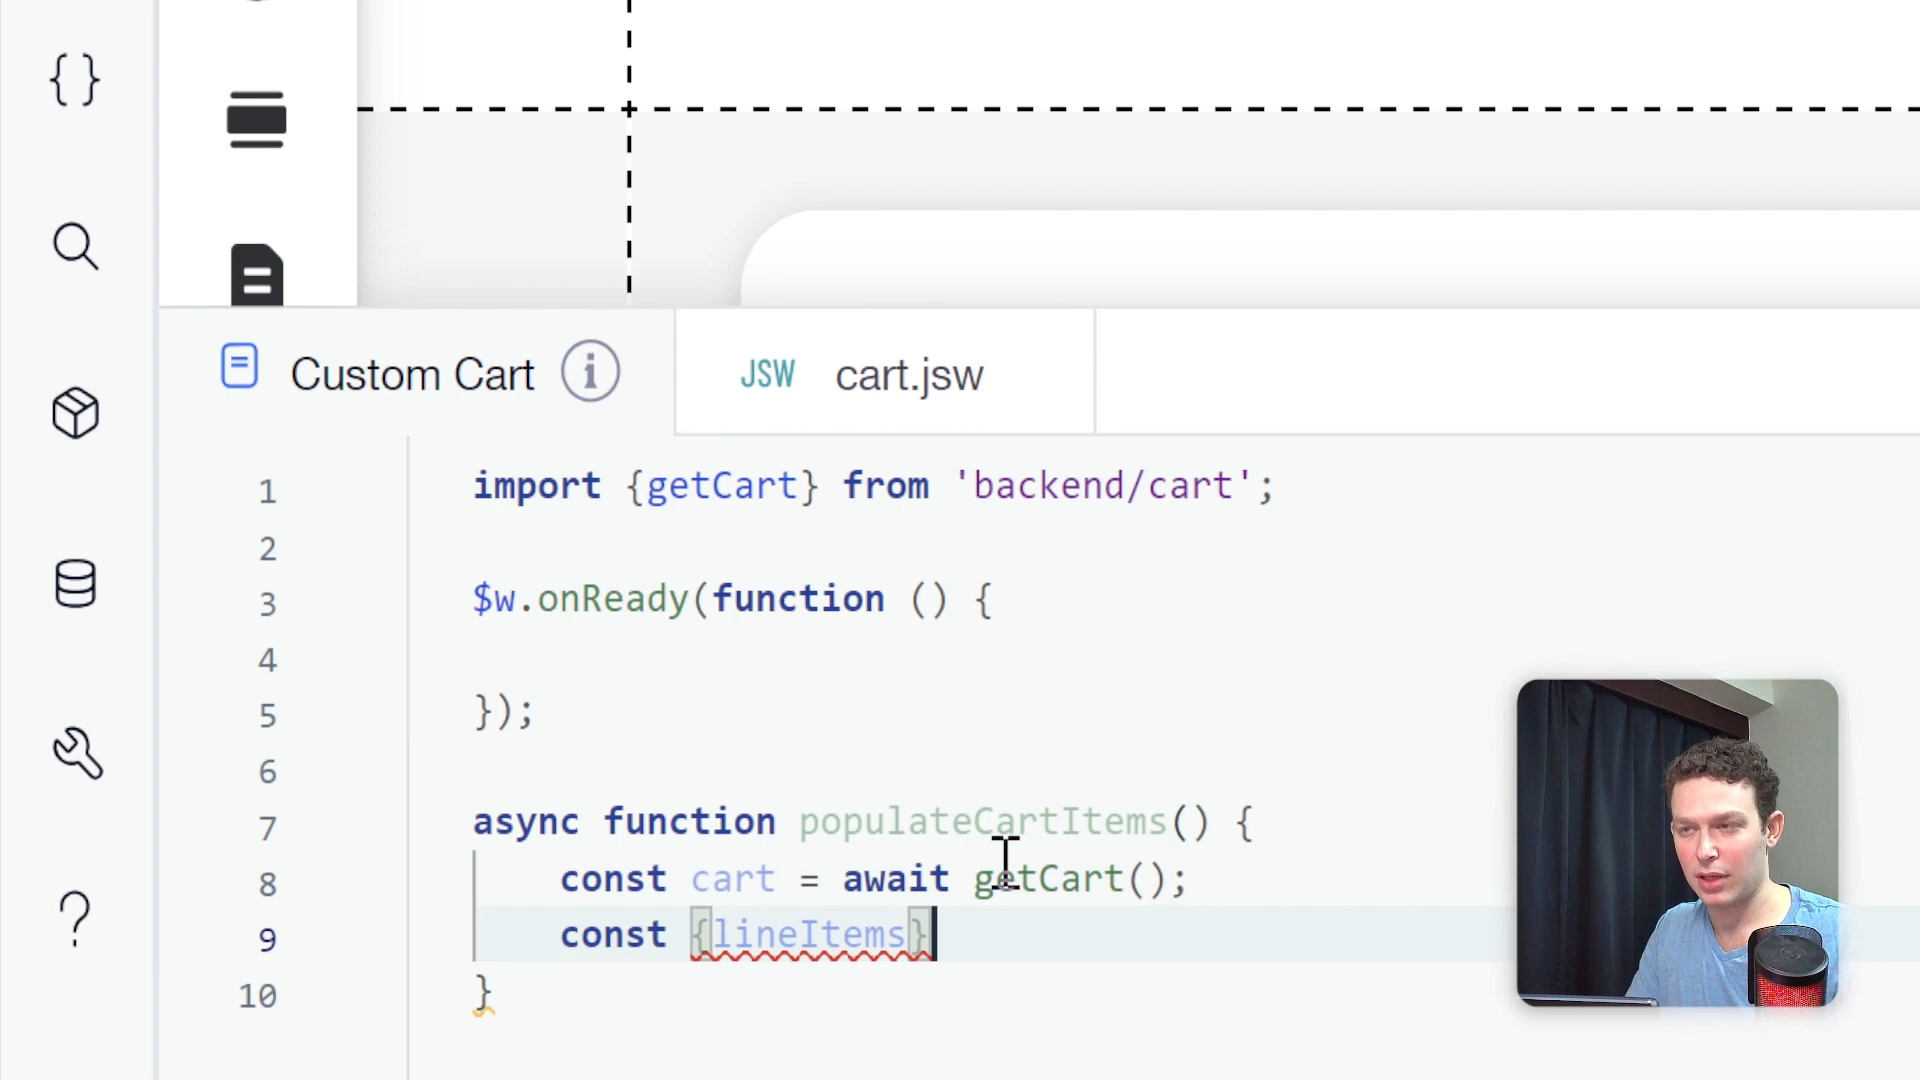 Custom Cart
JSW cart.jsw
1 import {getCart} from 'backend/cart';
2
3 $w.onReady(function () {
4
5 });
6
7 async function populateCartItems() {
8 const cart = await getCart();
9 const {lineItems}
10 }